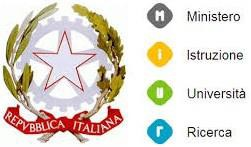 m Ministero
i Istruzione
u Università
r Ricerca
REPVBBLICA ITALIANA